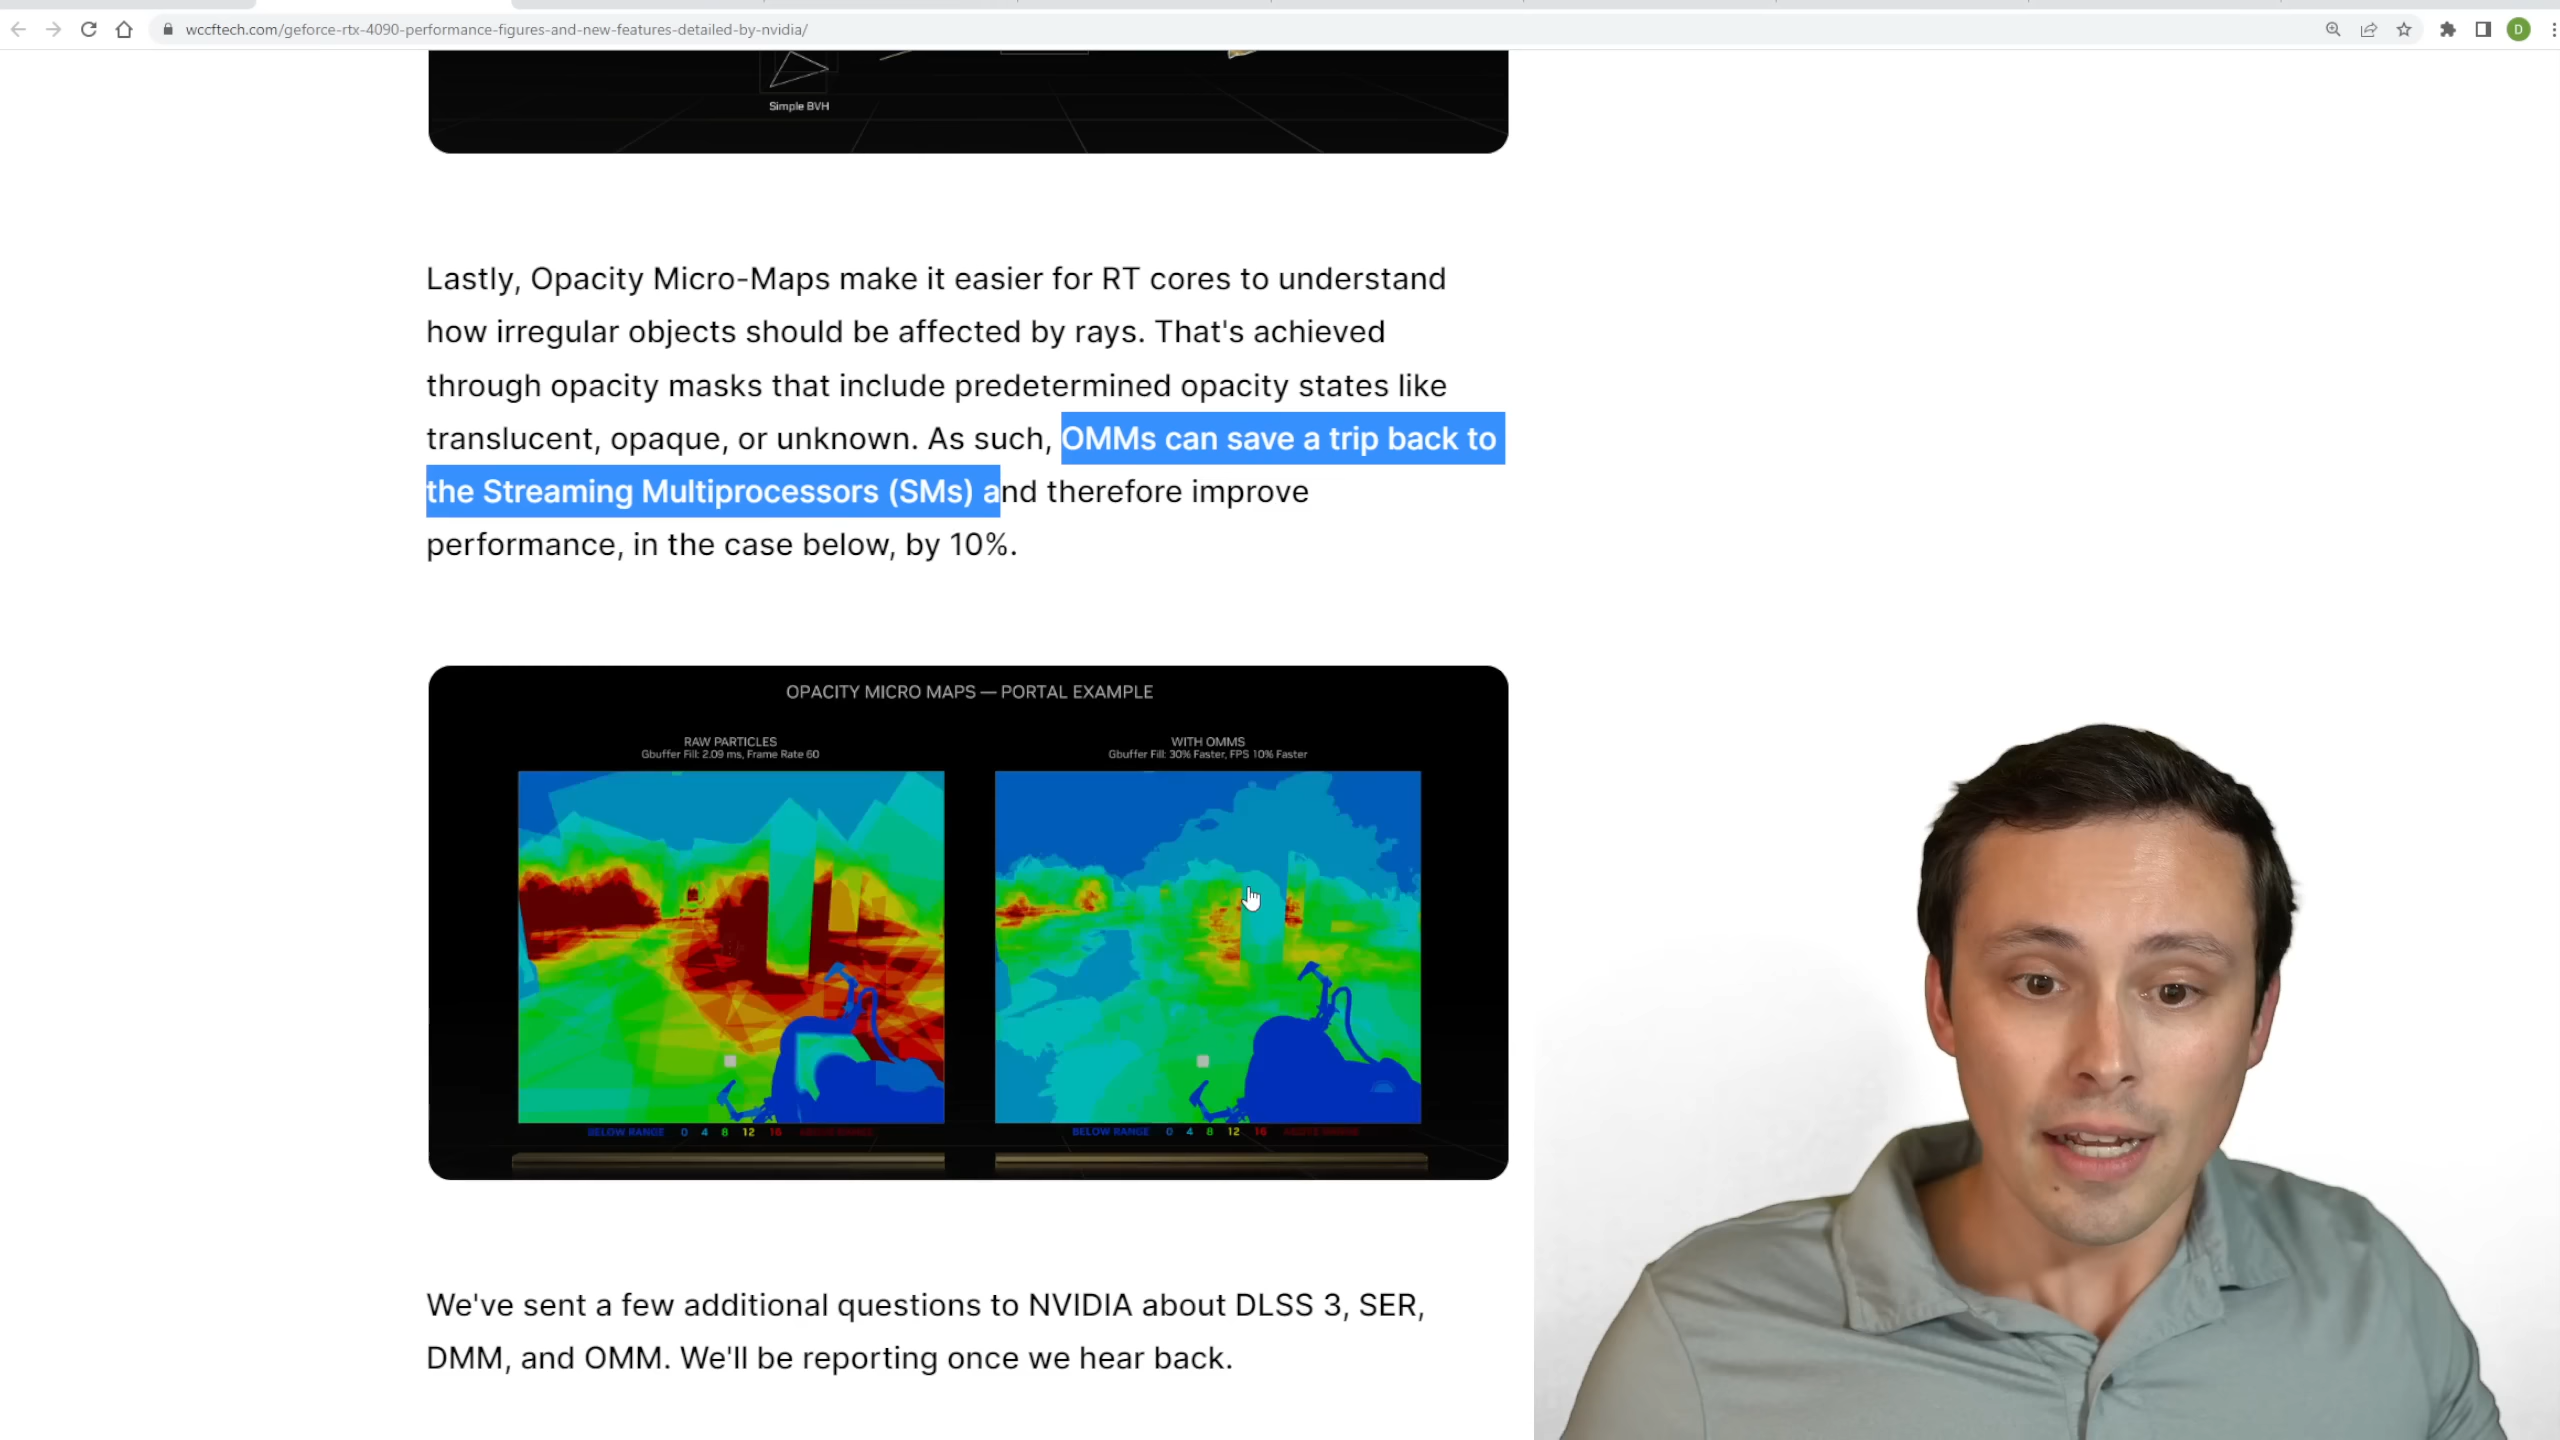 wccftech.com/geforce-rtx-4090-performance-figures-and-new-features-detailed-by-nvidia/
D
Simple BVH
Lastly, Opacity Micro-Maps make it easier for RT cores to understand
how irregular objects should be affected by rays. That's achieved
through opacity masks that include predetermined opacity states like
translucent, opaque, or unknown. As such, OMMs can save a trip back to
the Streaming Multiprocessors (SMs) and therefore improve
performance, in the case below, by 10%.
OPACITY MICRO MAPS — PORTAL EXAMPLE
RAW PARTICLES
Gbuffer Fill: 2.09 ms, Frame Rate 60
WITH OMMS
Gbuffer Fill: 30% Faster, FPS 10% Faster
BELOW RANGE 0 4 8 12 16 ABOVE RANGE
BELOW RANGE 0 4 8 12 16 ABOVE RANGE
We've sent a few additional questions to NVIDIA about DLSS 3, SER,
DMM, and OMM. We'll be reporting once we hear back.